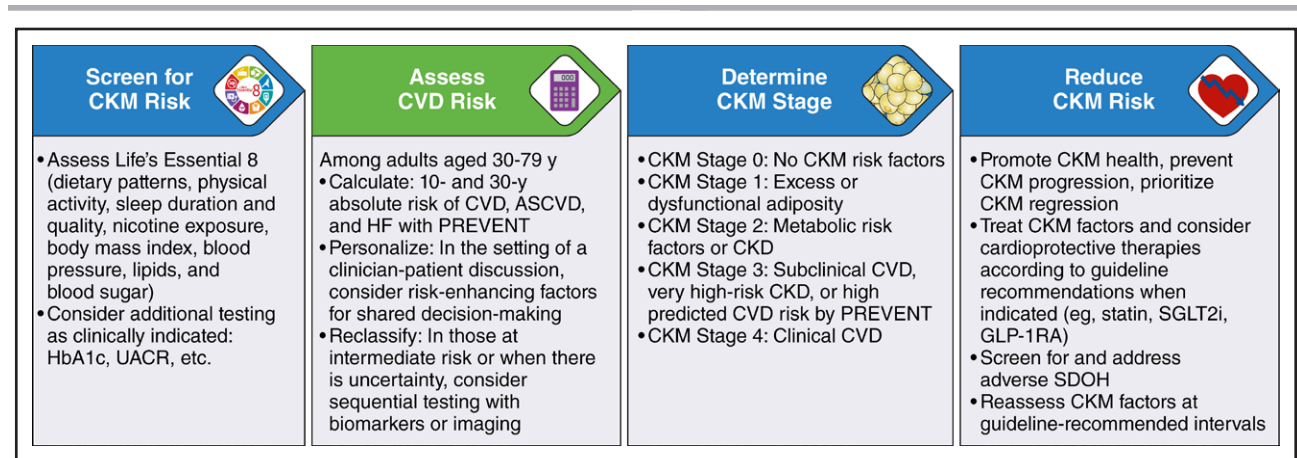 Screen for
CKM Risk
• Assess Life's Essential 8
(dietary patterns, physical
activity, sleep duration and
quality, nicotine exposure,
body mass index, blood
pressure, lipids, and
blood sugar)
• Consider additional testing
as clinically indicated:
HbA1c, UACR, etc.
Assess
CVD Risk
Among adults aged 30-79 y
• Calculate: 10- and 30-y
absolute risk of CVD, ASCVD,
and HF with PREVENT
• Personalize: In the setting of a
clinician-patient discussion,
consider risk-enhancing factors
for shared decision-making
• Reclassify: In those at
intermediate risk or when there
is uncertainty, consider
sequential testing with
biomarkers or imaging
Determine
CKM Stage
• CKM Stage 0: No CKM risk factors
• CKM Stage 1: Excess or
dysfunctional adiposity
• CKM Stage 2: Metabolic risk
factors or CKD
• CKM Stage 3: Subclinical CVD,
very high-risk CKD, or high
predicted CVD risk by PREVENT
• CKM Stage 4: Clinical CVD
Reduce
CKM Risk
• Promote CKM health, prevent
CKM progression, prioritize
CKM regression
• Treat CKM factors and consider
cardioprotective therapies
according to guideline
recommendations when
indicated (eg, statin, SGLT2i,
GLP-1RA)
• Screen for and address
adverse SDOH
• Reassess CKM factors at
guideline-recommended intervals